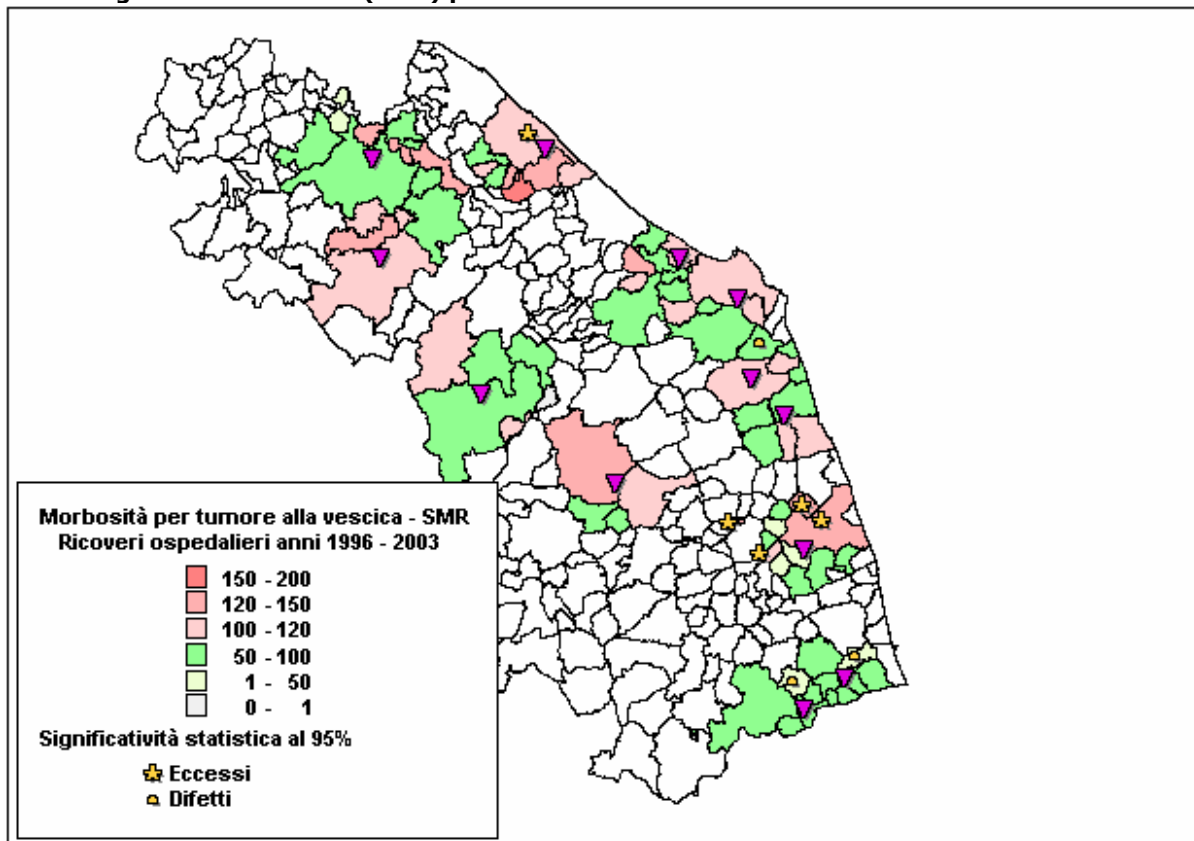 Morbosità per tumore alla vescica - SMR
Ricoveri ospedalieri anni 1996 - 2003
150 - 200
120 - 150
100 - 120
50 - 100
1 - 50
0 - 1
Significatività statistica al 95%
Eccessi
Difetti